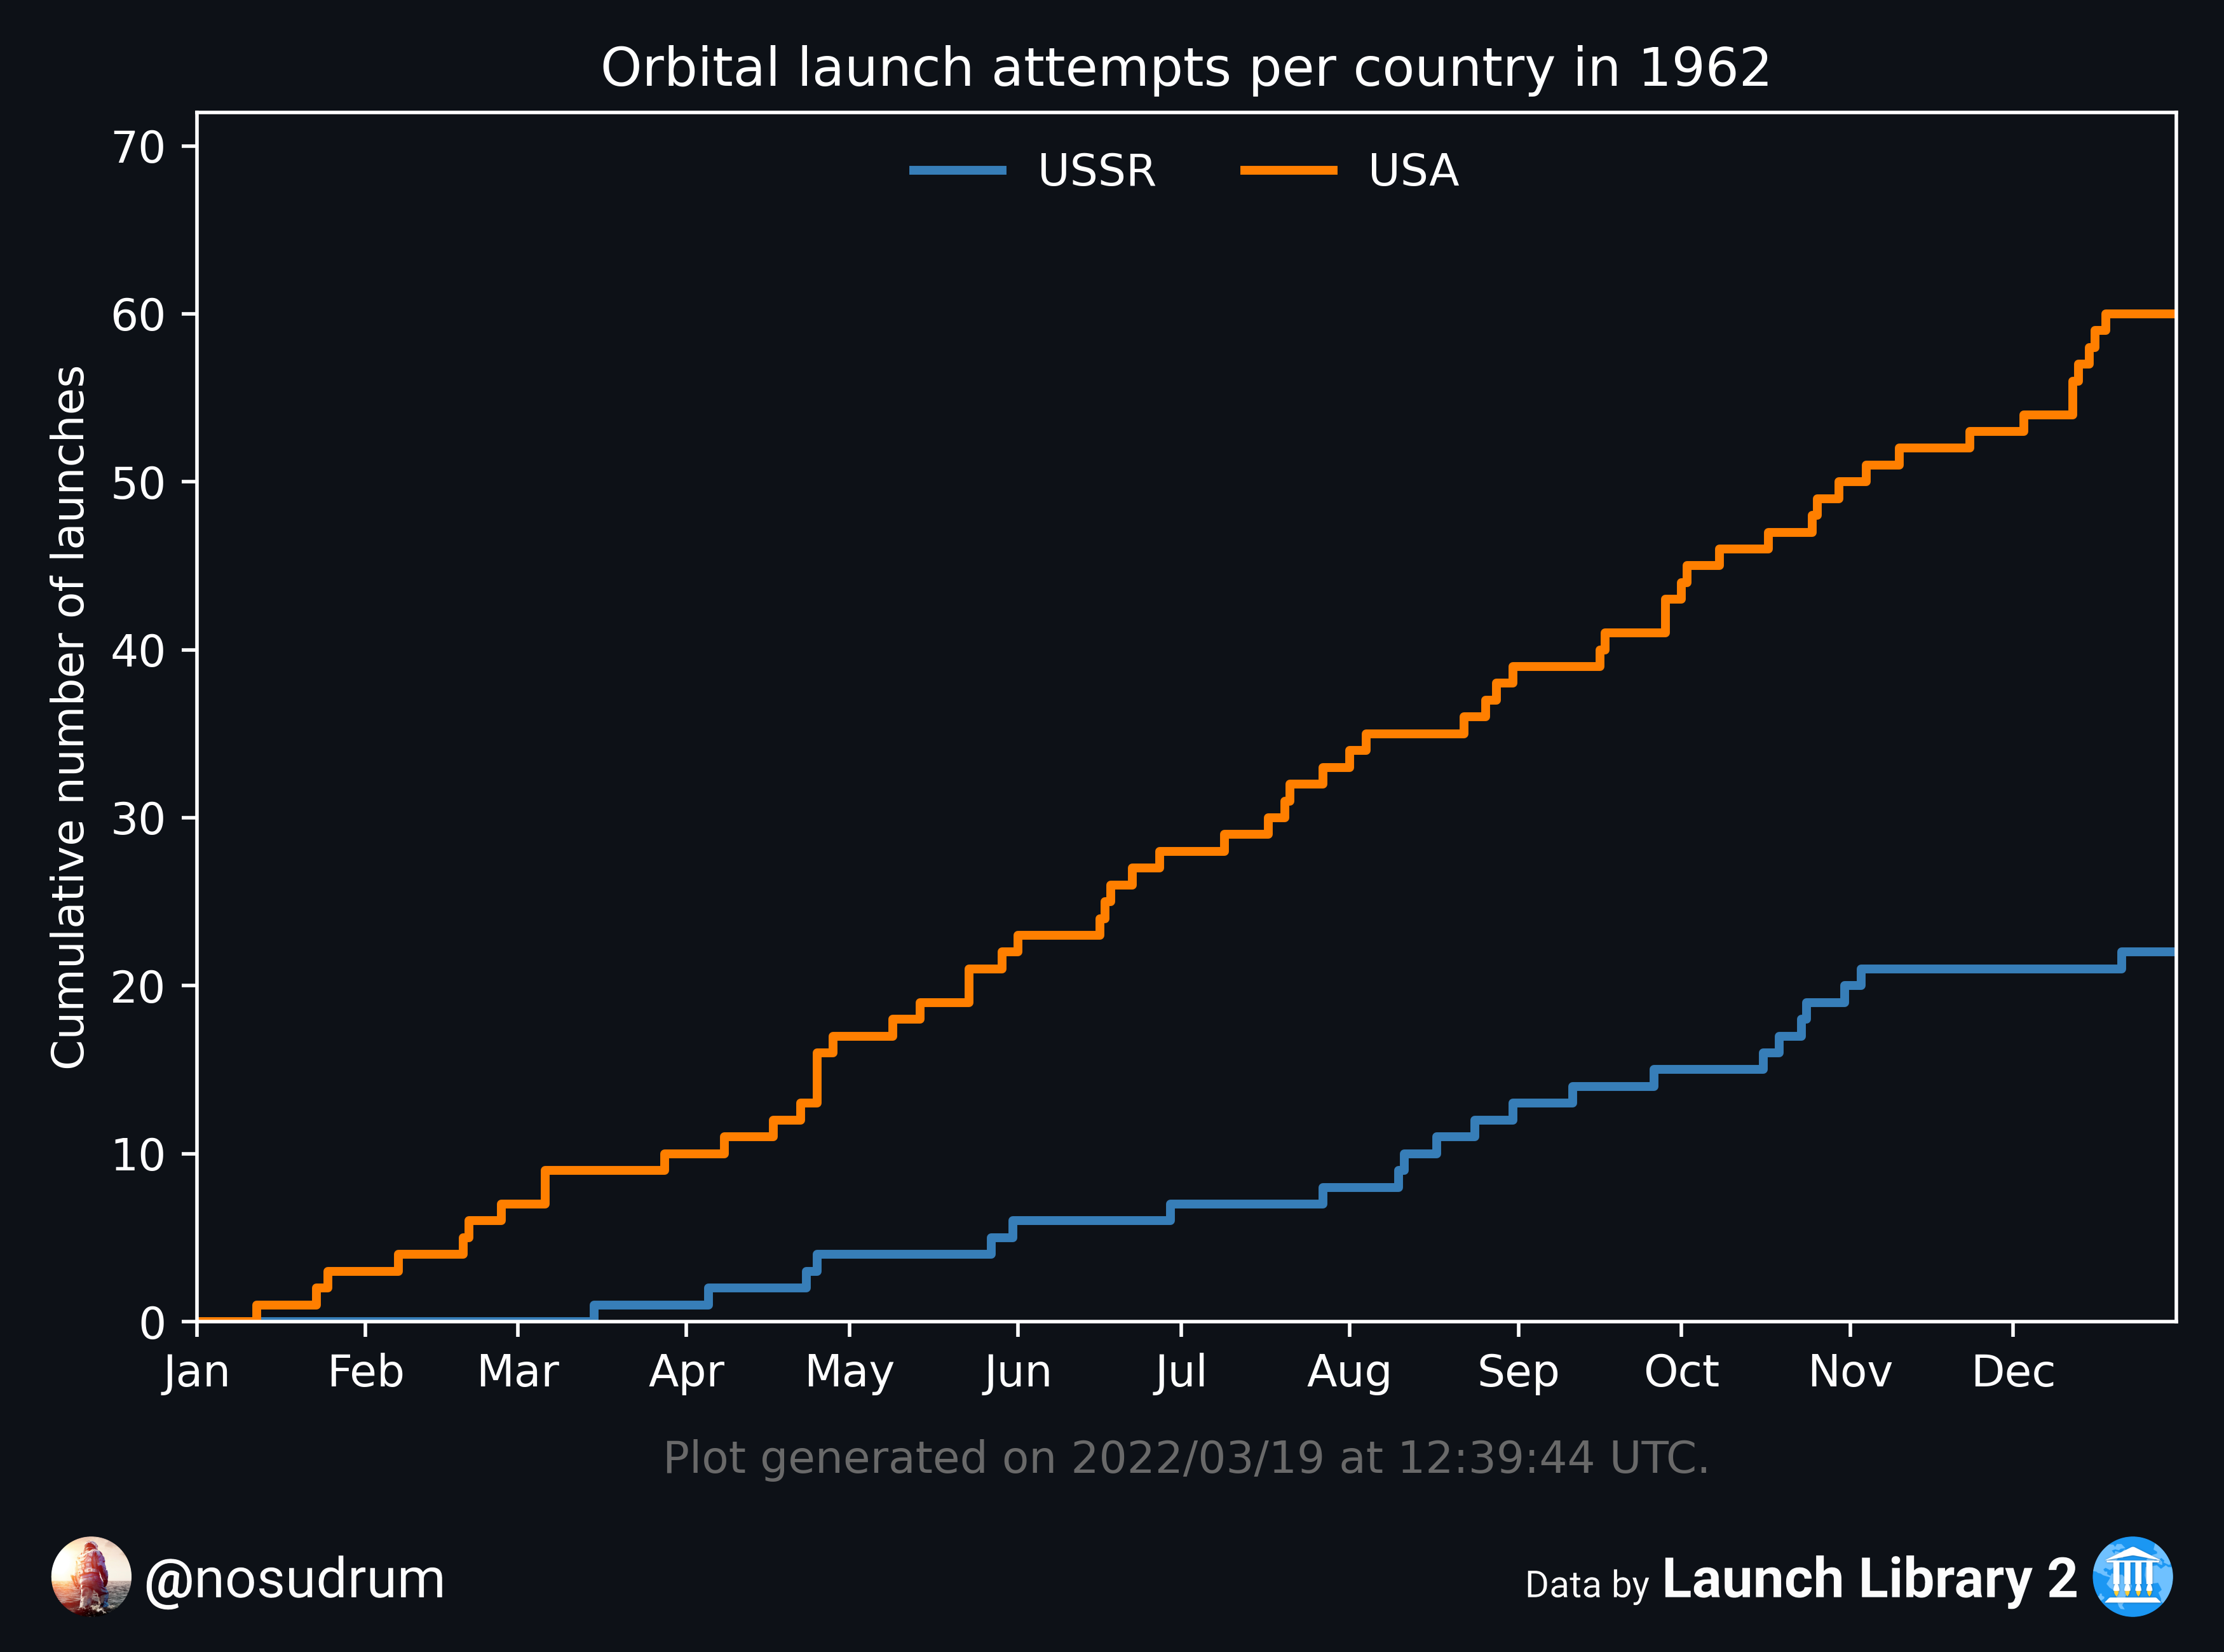 Orbital launch attempts per country in 1962
USSR USA
Cumulative number of launches
70
60
50
40
30
20
10
0
Jan Feb Mar Apr May Jun Jul Aug Sep Oct Nov Dec
Plot generated on 2022/03/19 at 12:39:44 UTC.
@nosudrum
Data by Launch Library 2